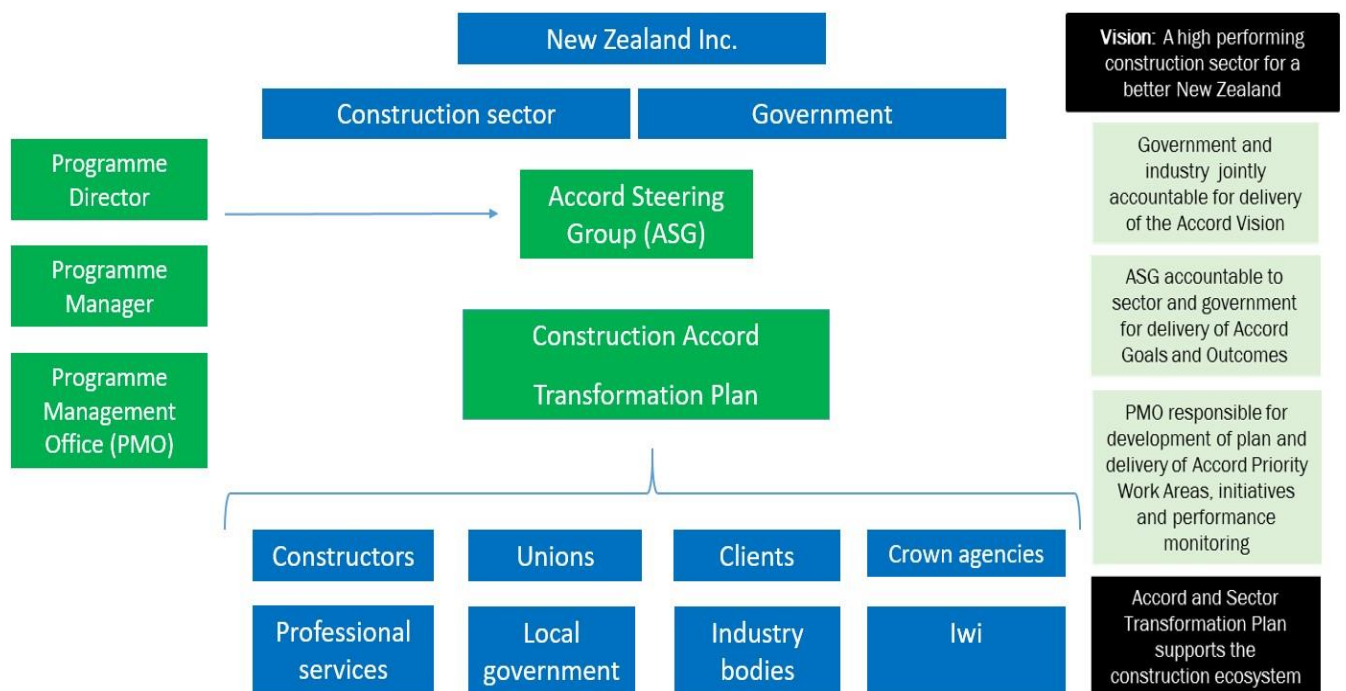 New Zealand Inc.
Construction sector
Government
Programme
Director
Programme
Manager
Programme
Management
Office (PMO)
Accord Steering
Group (ASG)
Construction Accord
Transformation Plan
Constructors
Unions
Clients
Crown agencies
Professional
services
Local
government
Industry
bodies
Iwi
Vision: A high performing
construction sector for a
better New Zealand
Government and
industry jointly
accountable for delivery
of the Accord Vision
ASG accountable to
sector and government
for delivery of Accord
Goals and Outcomes
PMO responsible for
development of plan and
delivery of Accord Priority
Work Areas, initiatives
and performance
monitoring
Accord and Sector
Transformation Plan
supports the
construction ecosystem